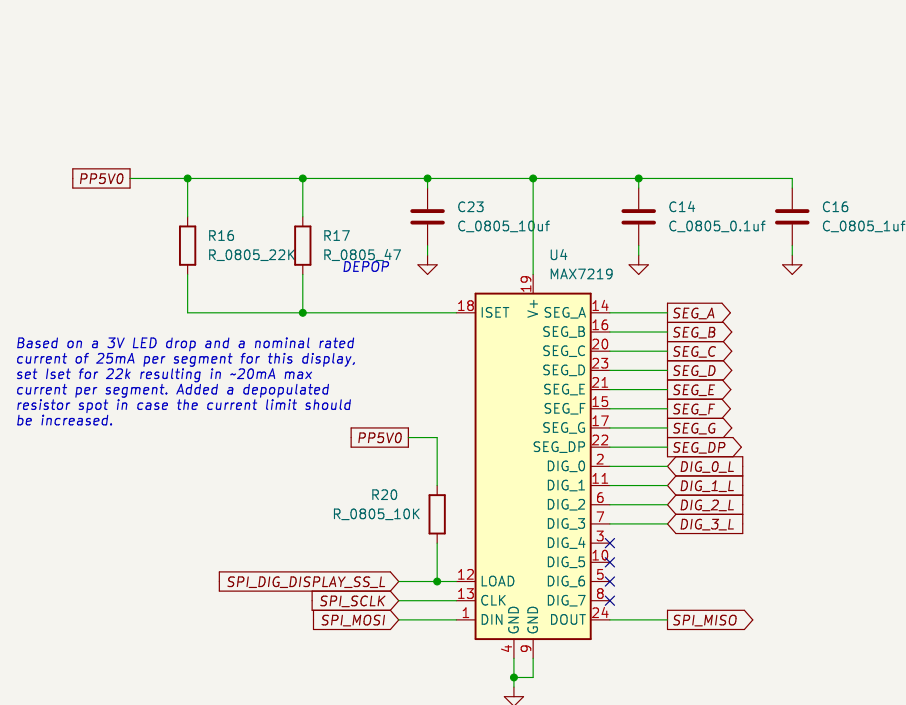 PP5V0
R16
R_0805_22K
R17
R_0805_47
DEPOP
C23
C_0805_10uf
C14
C_0805_0.1uf
C16
C_0805_1uf
U4
MAX7219
19
V+
18 ISET
SEG_A 14 SEG_A
SEG_B 16 SEG_B
SEG_C 20 SEG_C
SEG_D 23 SEG_D
SEG_E 21 SEG_E
SEG_F 15 SEG_F
SEG_G 17 SEG_G
SEG_DP 22 SEG_DP
DIG_0 2 DIG_0_L
DIG_1 11 DIG_1_L
DIG_2 6 DIG_2_L
DIG_3 7 DIG_3_L
DIG_4 3
DIG_5 10
DIG_6 5
DIG_7 8
DOUT 24 SPI_MISO
Based on a 3V LED drop and a nominal rated
current of 25mA per segment for this display,
set Iset for 22k resulting in ~20mA max
current per segment. Added a depopulated
resistor spot in case the current limit should
be increased.
PP5V0
R20
R_0805_10K
SPI_DIG_DISPLAY_SS_L 12 LOAD
SPI_SCLK 13 CLK
SPI_MOSI 1 DIN
GND GND
4 9